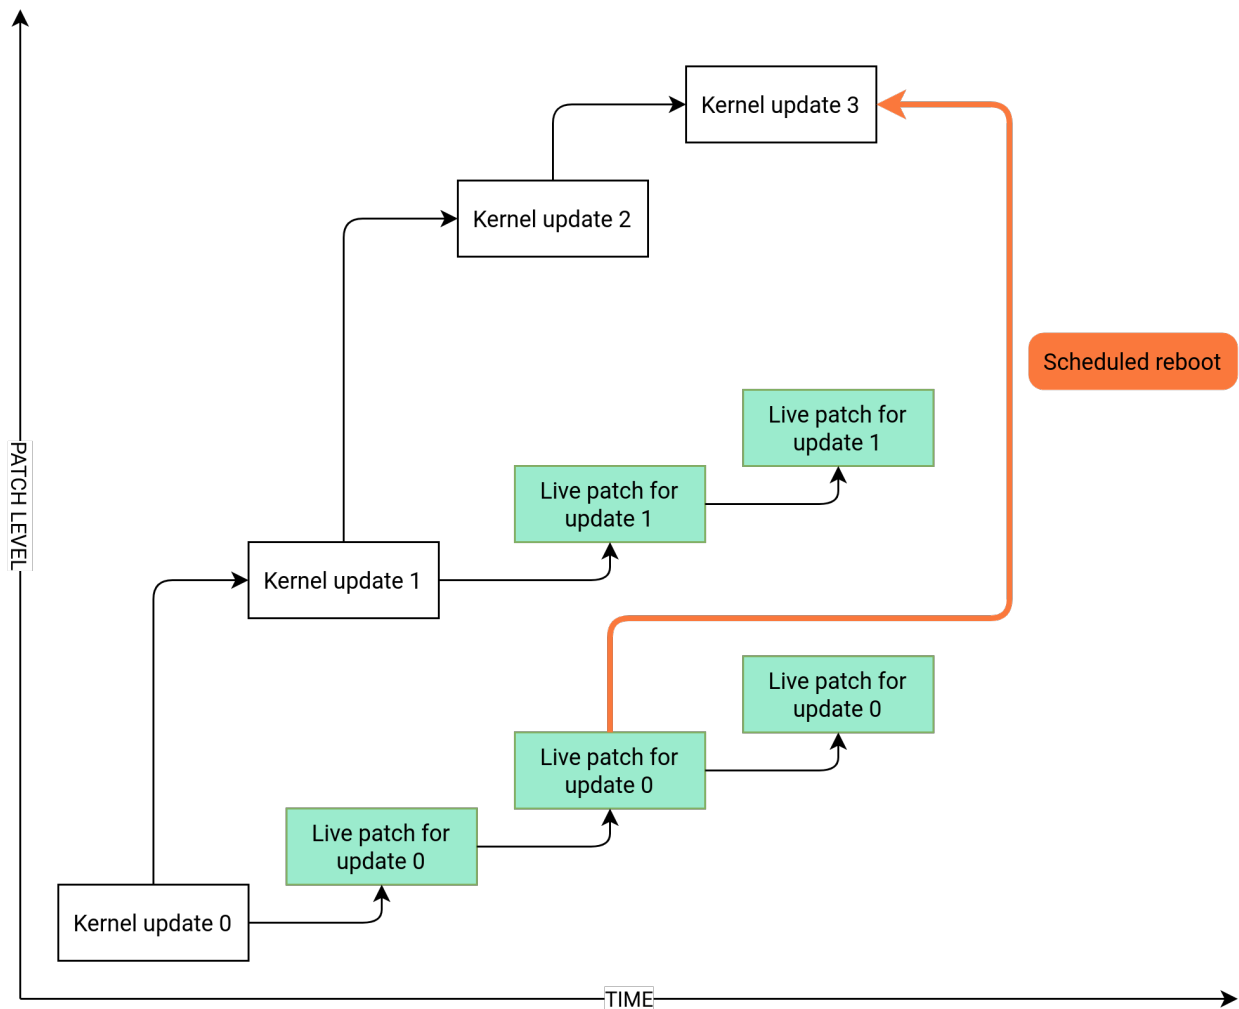 Kernel update 3
Kernel update 2
Scheduled reboot
Live patch for
update 1
Live patch for
update 1
PATCH LEVEL
Kernel update 1
Live patch for
update 0
Live patch for
update 0
Live patch for
update 0
Kernel update 0
TIME